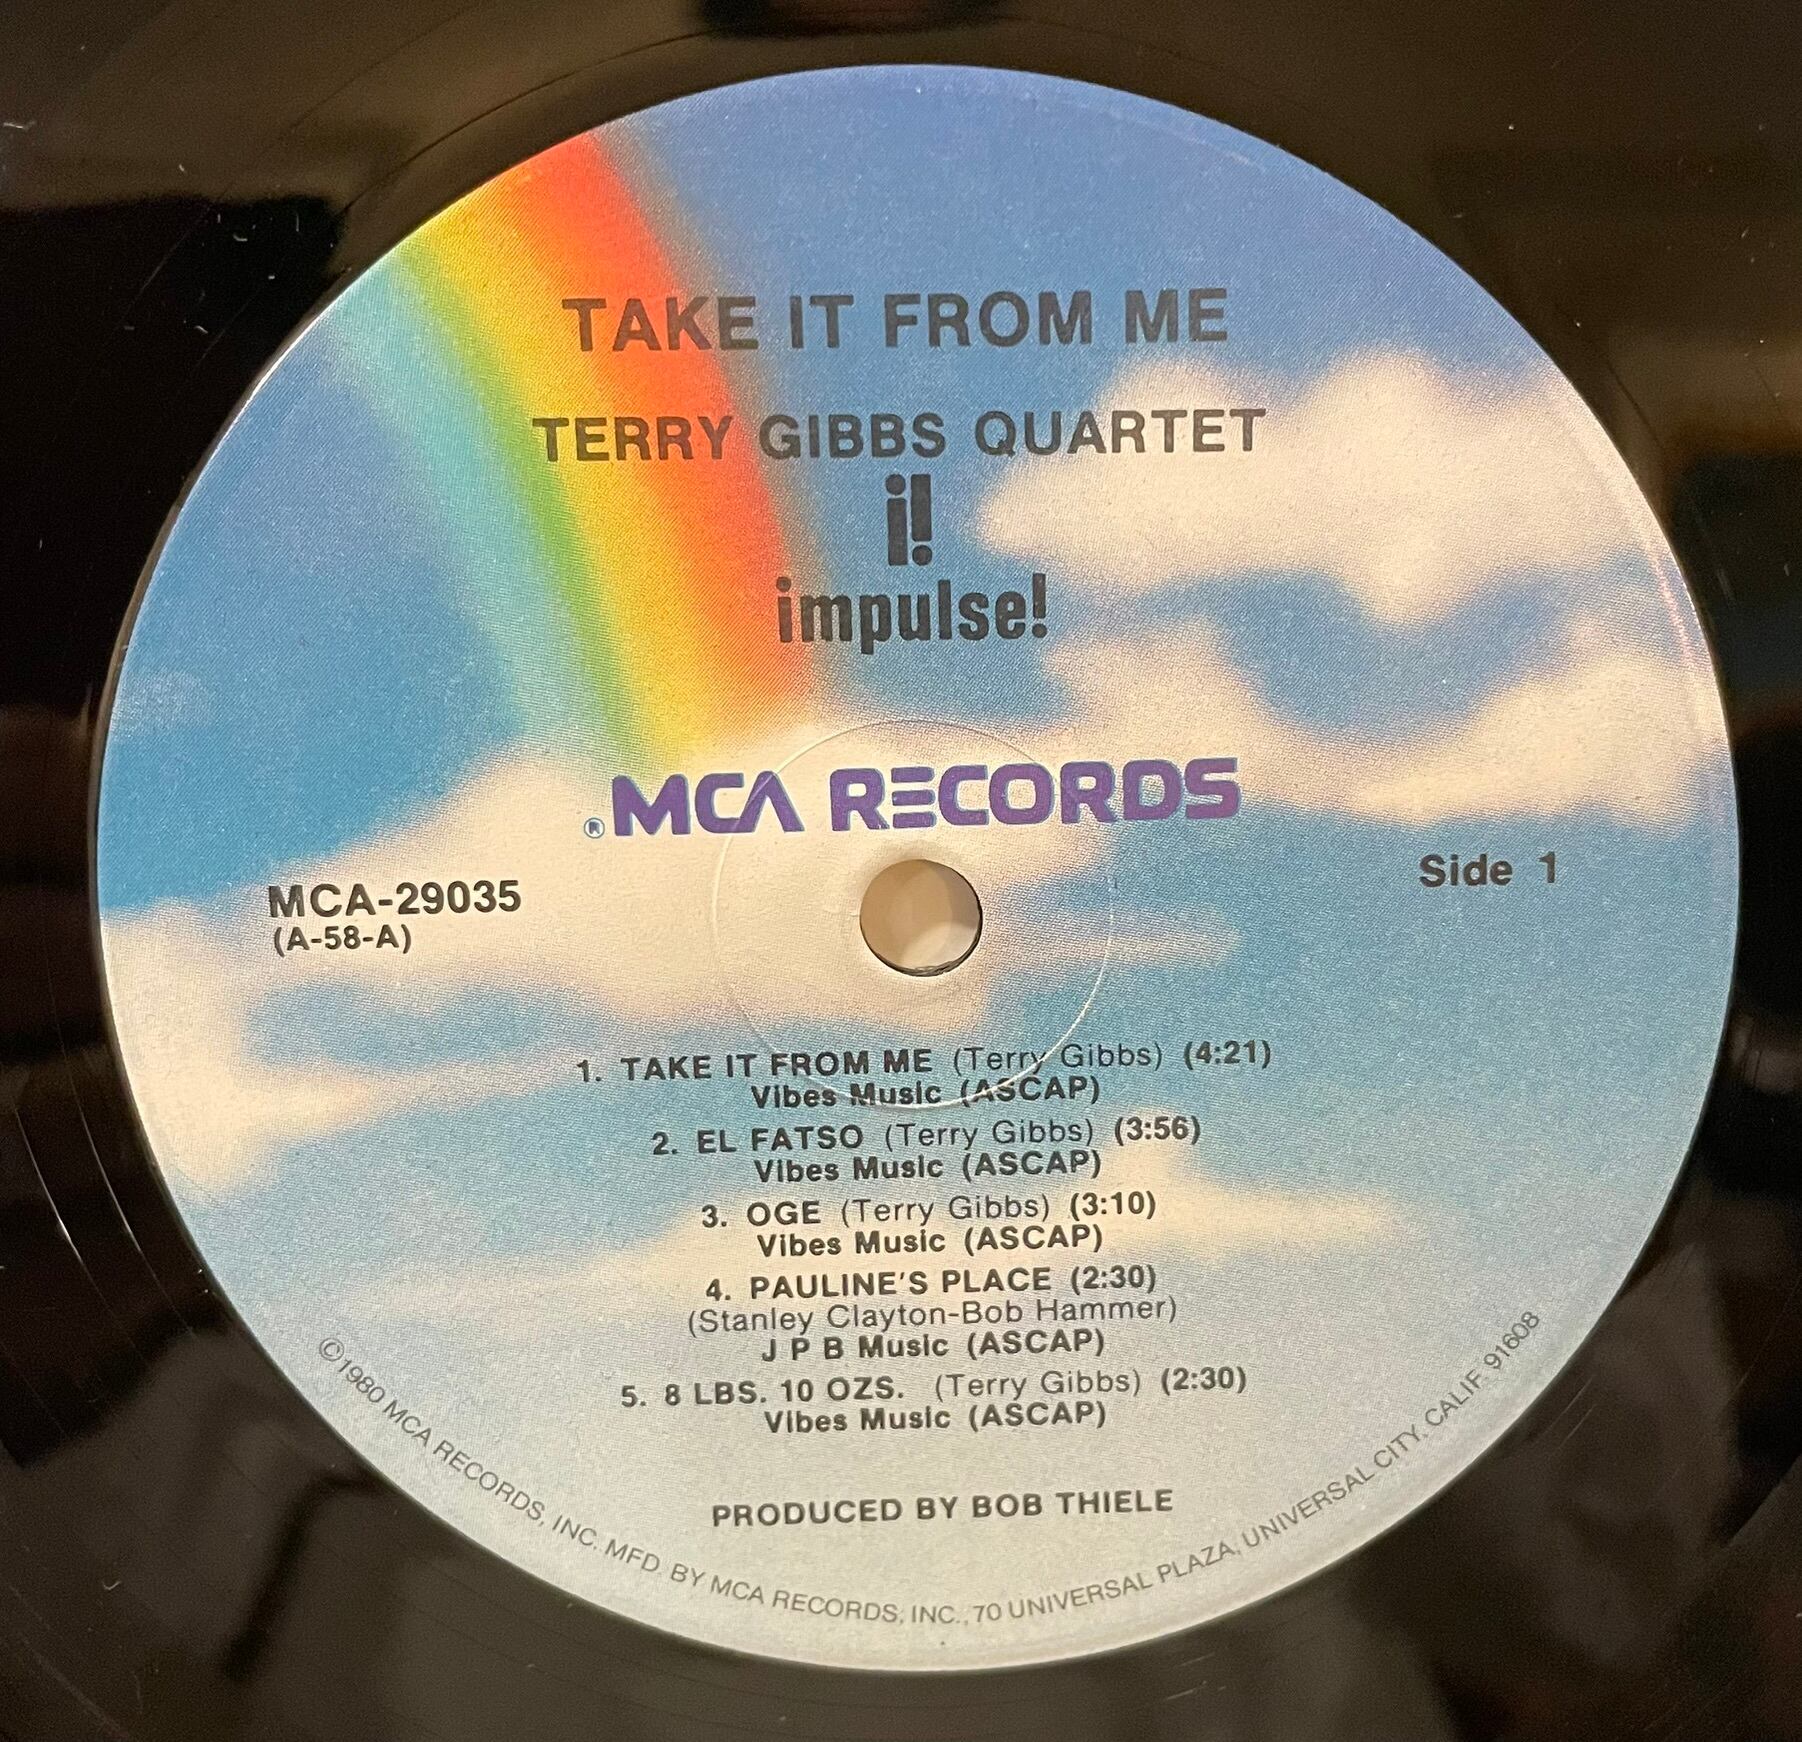 TAKE IT FROM ME
TERRY GIBBS QUARTET
i!
impulse!
®MCA RECORDS
MCA-29035
(A-58-A)
Side 1
1. TAKE IT FROM ME (Terry Gibbs) (4:21)
Vibes Music (ASCAP)
2. EL FATSO (Terry Gibbs) (3:56)
Vibes Music (ASCAP)
3. OGE (Terry Gibbs) (3:10)
Vibes Music (ASCAP)
4. PAULINE'S PLACE (2:30)
(Stanley Clayton-Bob Hammer)
J P B Music (ASCAP)
5. 8 LBS. 10 OZS. (Terry Gibbs) (2:30)
Vibes Music (ASCAP)
PRODUCED BY BOB THIELE
©1980 MCA RECORDS, INC. MFD. BY MCA RECORDS, INC., 70 UNIVERSAL PLAZA, UNIVERSAL CITY, CALIF. 91608